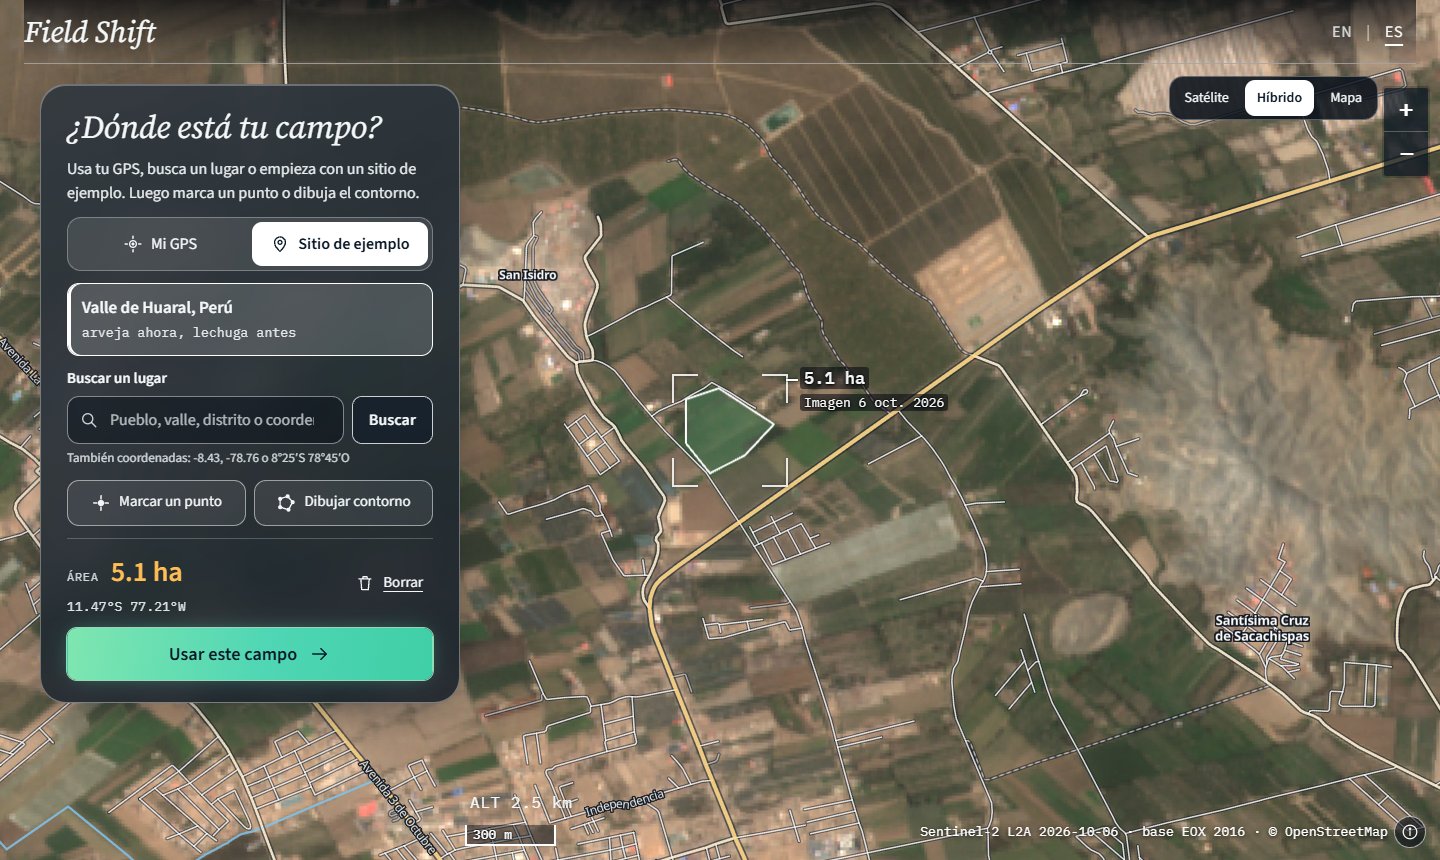 Field Shift
EN | ES
¿Dónde está tu campo?
Usa tu GPS, busca un lugar o empieza con un sitio de
ejemplo. Luego marca un punto o dibuja el contorno.
Mi GPS
Sitio de ejemplo
Valle de Huaral, Perú
arveja ahora, lechuga antes
Buscar un lugar
Pueblo, valle, distrito o coorde
Buscar
También coordenadas: -8.43, -78.76 o 8°25'S 78°45'O
Marcar un punto
Dibujar contorno
ÁREA 5.1 ha
Borrar
11.47°S 77.21°W
Usar este campo
Satélite
Híbrido
Mapa
+
−
San Isidro
5.1 ha
Imagen 6 oct. 2026
Santísima Cruz
de Sacachispas
Avenida La
Avenida 3 de Octubre
Independencia
ALT 2.5 km
300 m
Sentinel-2 L2A 2026-10-06 · base EOX 2016 · © OpenStreetMap